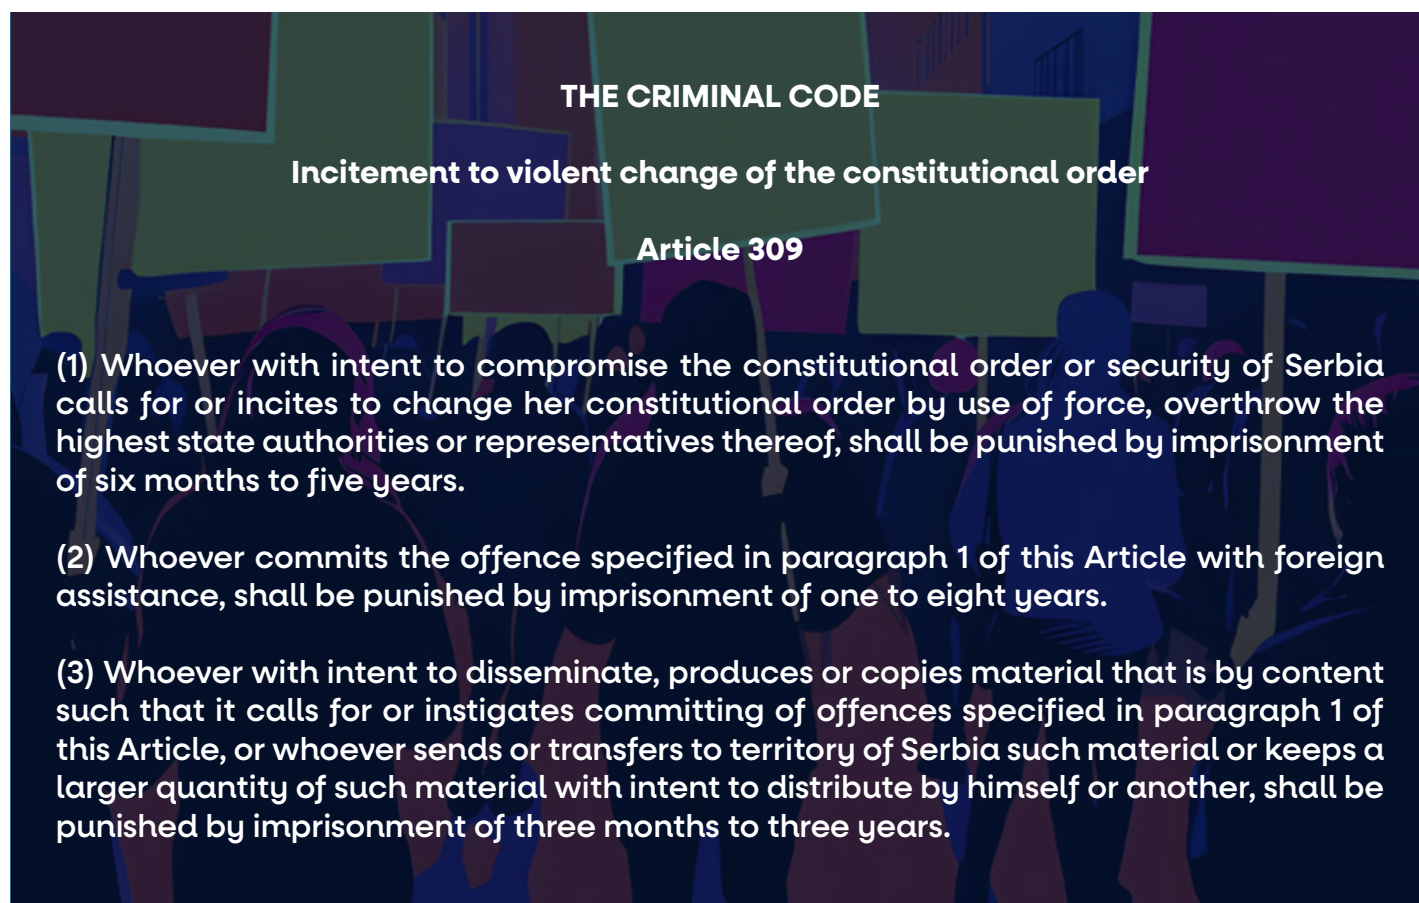 THE CRIMINAL CODE
Incitement to violent change of the constitutional order
Article 309
(1) Whoever with intent to compromise the constitutional order or security of Serbia
calls for or incites to change her constitutional order by use of force, overthrow the
highest state authorities or representatives thereof, shall be punished by imprisonment
of six months to five years.
(2) Whoever commits the offence specified in paragraph 1 of this Article with foreign
assistance, shall be punished by imprisonment of one to eight years.
(3) Whoever with intent to disseminate, produces or copies material that is by content
such that it calls for or instigates committing of offences specified in paragraph 1 of
this Article, or whoever sends or transfers to territory of Serbia such material or keeps a
larger quantity of such material with intent to distribute by himself or another, shall be
punished by imprisonment of three months to three years.